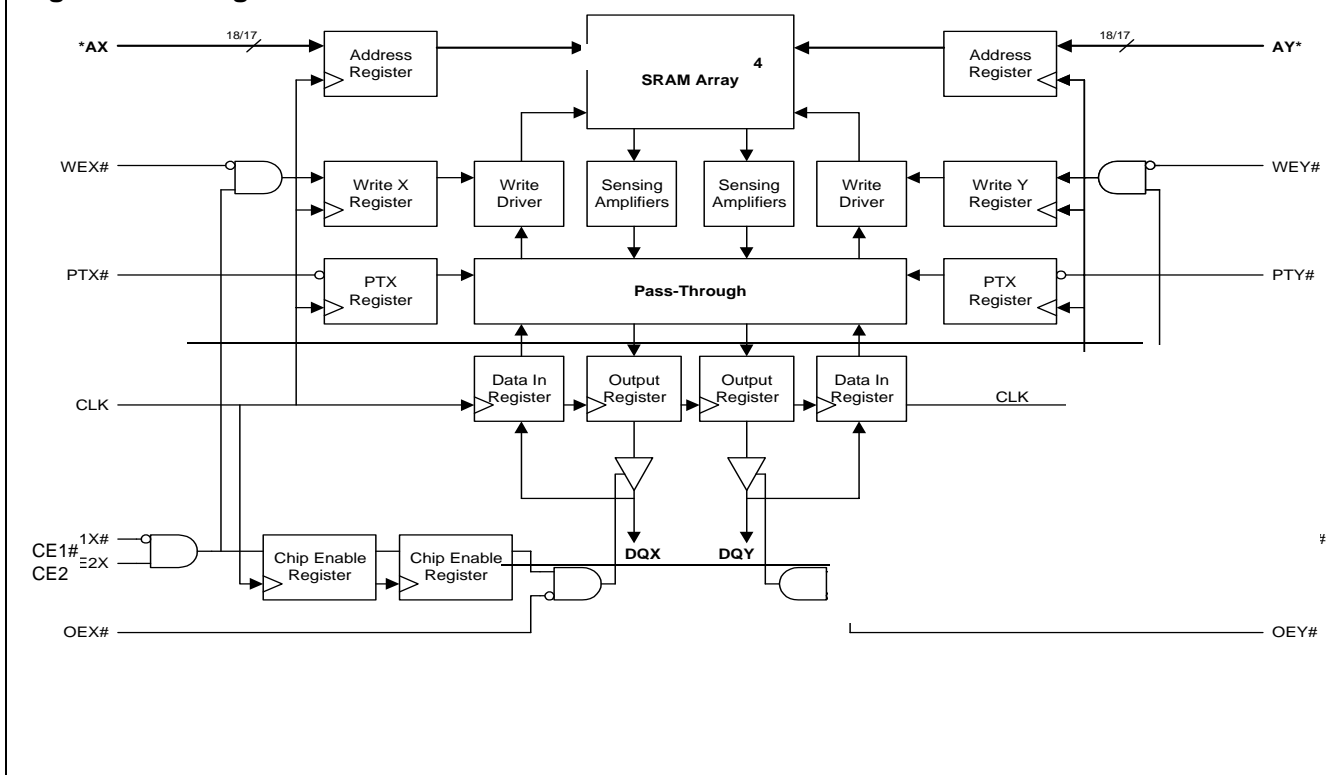 *AX
18/17
Address
Register
4
SRAM Array
Address
Register
18/17
AY*
WEX#
Write X
Register
Write
Driver
Sensing
Amplifiers
Sensing
Amplifiers
Write
Driver
Write Y
Register
WEY#
PTX#
PTX
Register
Pass-Through
PTX
Register
PTY#
CLK
Data In
Register
Output
Register
Output
Register
Data In
Register
CLK
1X#
CE1#
E2X
CE2
Chip Enable
Register
Chip Enable
Register
DQX
DQY
#
OEX#
OEY#